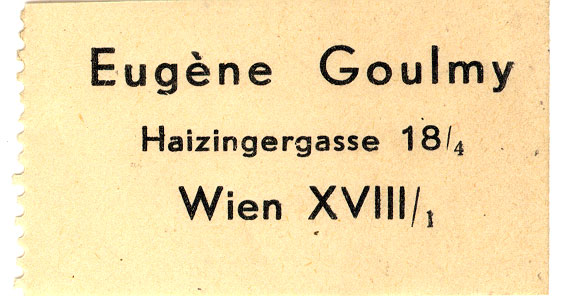 Eugène Goulmy
Haizingergasse 18/4
Wien XVIII/1